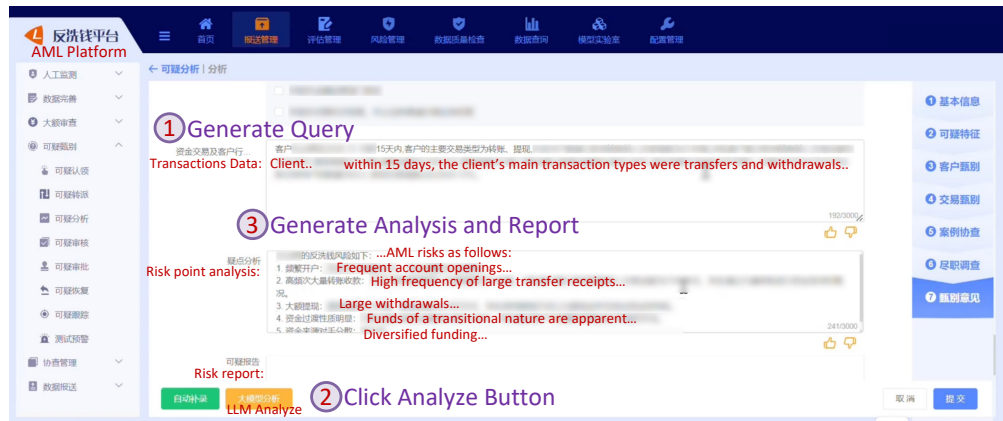 反洗钱平台
AML Platform
首页
报送管理
评估管理
风险管理
数据质量检查
数据查询
模型实验室
配置管理
人工监测
数据完善
大额审查
可疑甄别
可疑认领
可疑转派
可疑分析
可疑审核
可疑审批
可疑恢复
可疑跟踪
测试预警
协查管理
数据报送
← 可疑分析 | 分析
1 Generate Query
资金交易及客户行...
客户
15天内,客户的主要交易类型为转账、提现,
Transactions Data: Client.. within 15 days, the client's main transaction types were transfers and withdrawals..
192/3000
3 Generate Analysis and Report
疑点分析
的反洗钱风险如下:
...AML risks as follows:
Risk point analysis:
1. 频繁开户:
Frequent account openings...
2. 高频次大量转账收款:
High frequency of large transfer receipts...
况。
3. 大额提现:
Large withdrawals...
4. 资金过渡性质明显:
Funds of a transitional nature are apparent...
5. 资金来源对手分散:
Diversified funding...
241/3000
可疑报告
Risk report:
自动补录
大模型分析
LLM Analyze
2 Click Analyze Button
取消
提交
1 基本信息
2 可疑特征
3 客户甄别
4 交易甄别
5 案例协查
6 尽职调查
7 甄别意见